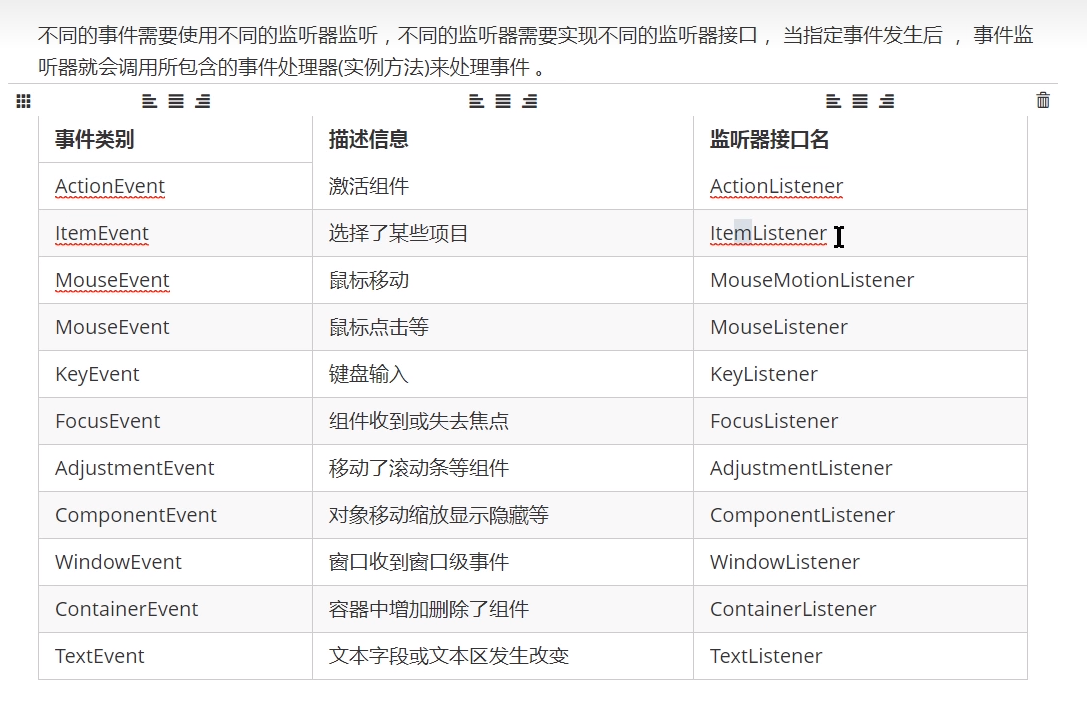 不同的事件需要使用不同的监听器监听，不同的监听器需要实现不同的监听器接口， 当指定事件发生后 ， 事件监
听器就会调用所包含的事件处理器(实例方法)来处理事件 。
事件类别 描述信息 监听器接口名
ActionEvent 激活组件 ActionListener
ItemEvent 选择了某些项目 ItemListener
MouseEvent 鼠标移动 MouseMotionListener
MouseEvent 鼠标点击等 MouseListener
KeyEvent 键盘输入 KeyListener
FocusEvent 组件收到或失去焦点 FocusListener
AdjustmentEvent 移动了滚动条等组件 AdjustmentListener
ComponentEvent 对象移动缩放显示隐藏等 ComponentListener
WindowEvent 窗口收到窗口级事件 WindowListener
ContainerEvent 容器中增加删除了组件 ContainerListener
TextEvent 文本字段或文本区发生改变 TextListener